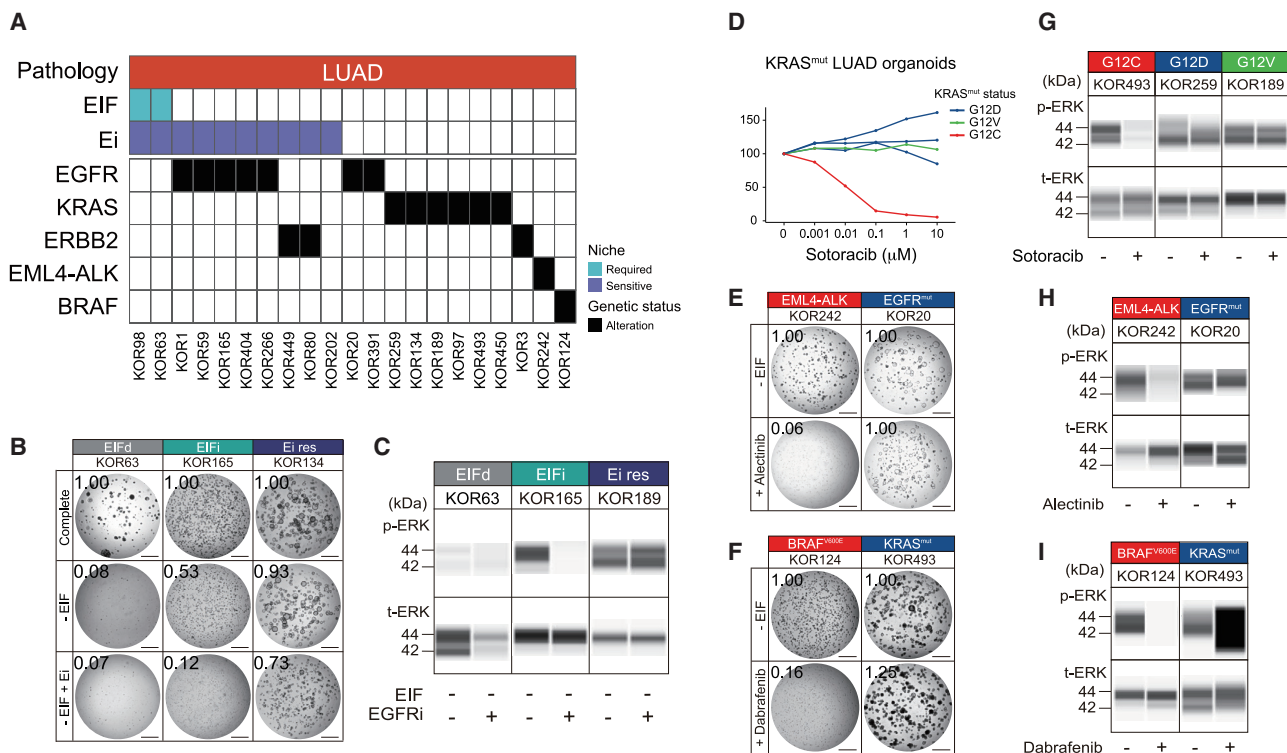 A
Pathology
LUAD
EIF
Ei
EGFR
KRAS
ERBB2
EML4-ALK
BRAF
Niche
Required
Sensitive
Genetic status
Alteration
KOR98
KOR63
KOR1
KOR59
KOR165
KOR404
KOR266
KOR449
KOR80
KOR202
KOR20
KOR391
KOR259
KOR134
KOR189
KOR97
KOR493
KOR450
KOR3
KOR242
KOR124
B
EIFd EIFi Ei res
KOR63 KOR165 KOR134
Complete
1.00 1.00 1.00
- EIF
0.08 0.53 0.93
- EIF + Ei
0.07 0.12 0.73
C
EIFd EIFi Ei res
(kDa) KOR63 KOR165 KOR189
p-ERK
44
42
t-ERK
44
42
EIF - - - - - -
EGFRi - + - + - +
D
KRASmut LUAD organoids
KRASmut status
G12D
G12V
G12C
150
100
50
0 0.001 0.01 0.1 1 10
Sotoracib (μM)
E
EML4-ALK EGFRmut
KOR242 KOR20
- EIF
1.00 1.00
+ Alectinib
0.06 1.00
F
BRAFV600E KRASmut
KOR124 KOR493
- EIF
1.00 1.00
+ Dabrafenib
0.16 1.25
G
G12C G12D G12V
(kDa) KOR493 KOR259 KOR189
p-ERK
44
42
t-ERK
44
42
Sotoracib - + - + - +
H
EML4-ALK EGFRmut
(kDa) KOR242 KOR20
p-ERK
44
42
t-ERK
44
42
Alectinib - + - +
I
BRAFV600E KRASmut
(kDa) KOR124 KOR493
p-ERK
44
42
t-ERK
44
42
Dabrafenib - + - +